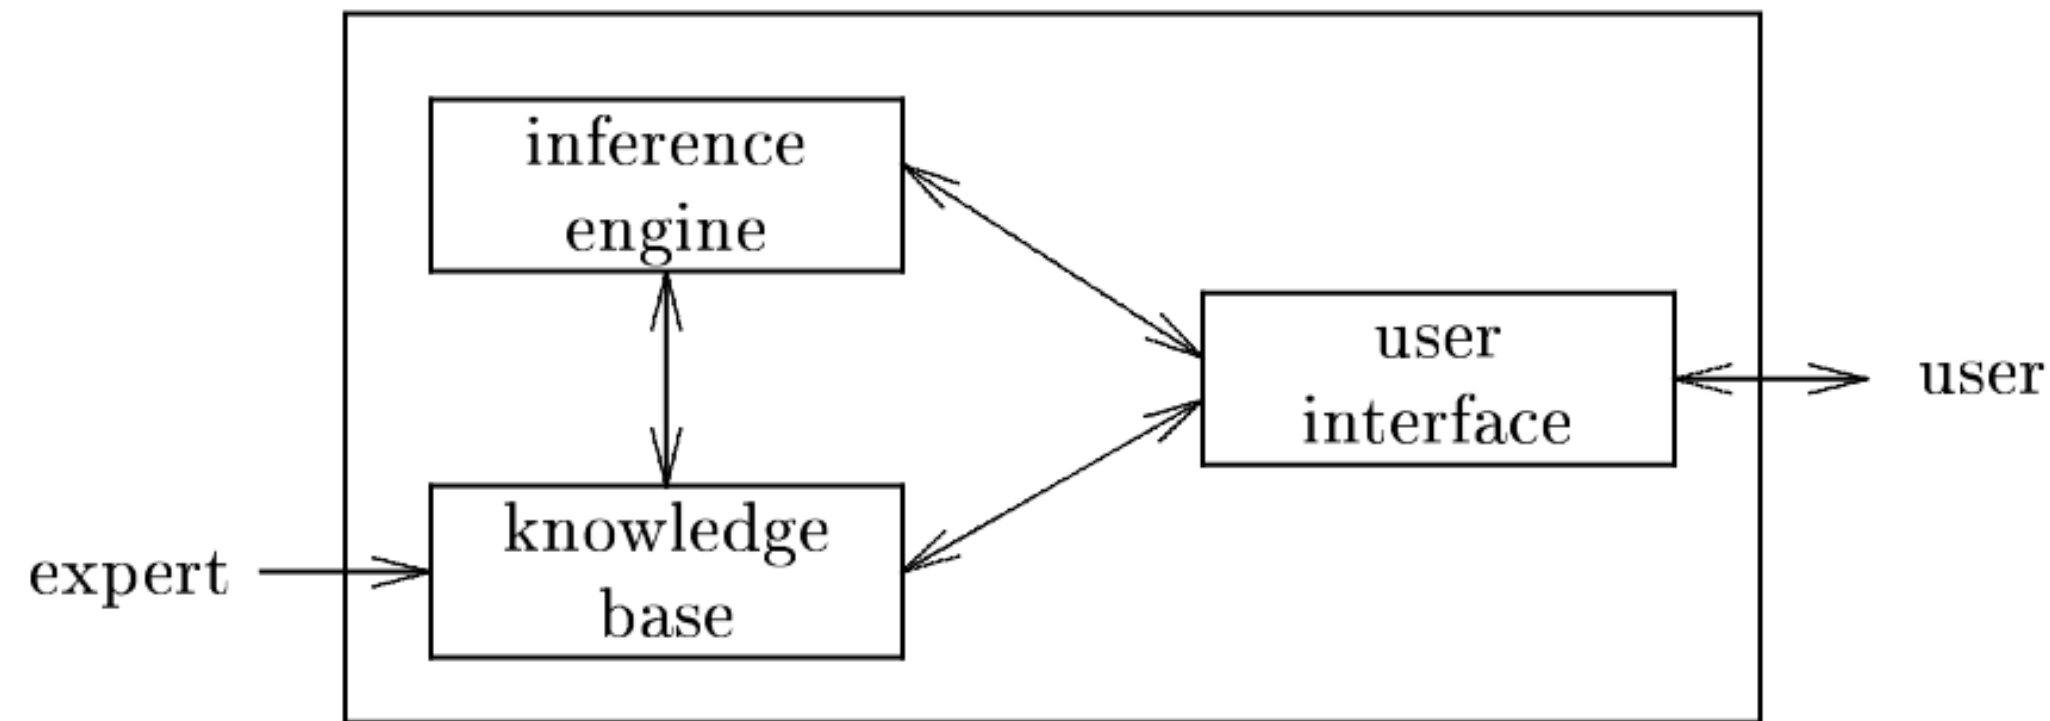 inference
engine
user
interface
user
knowledge
base
expert